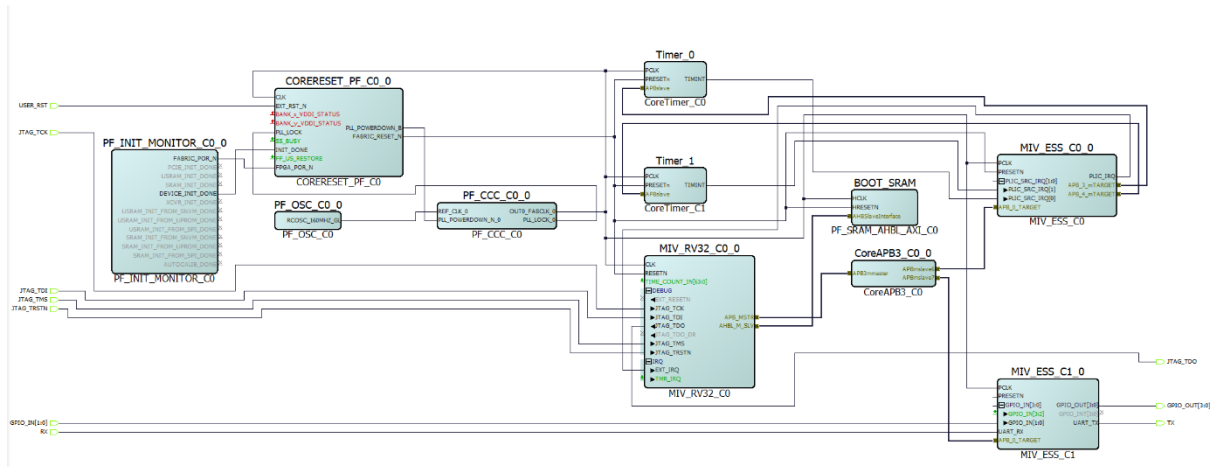 USER_RST
JTAG_TCK
JTAG_TDI
JTAG_TMS
JTAG_TRSTN
GPIO_IN[1:0]
RX
PF_INIT_MONITOR_C0_0
FABRIC_POR_N
PCIE_INIT_DONE
USRAM_INIT_DONE
SRAM_INIT_DONE
DEVICE_INIT_DONE
XCVR_INIT_DONE
USRAM_INIT_FROM_SNVM_DONE
USRAM_INIT_FROM_UPROM_DONE
USRAM_INIT_FROM_SPI_DONE
SRAM_INIT_FROM_SNVM_DONE
SRAM_INIT_FROM_UPROM_DONE
SRAM_INIT_FROM_SPI_DONE
AUTOCALIB_DONE
PF_INIT_MONITOR_C0
CORERESET_PF_C0_0
CLK
EXT_RST_N
BANK_x_VDDI_STATUS
BANK_y_VDDI_STATUS
PLL_LOCK
SS_BUSY
INIT_DONE
FF_US_RESTORE
FPGA_POR_N
PLL_POWERDOWN_B
FABRIC_RESET_N
CORERESET_PF_C0
PF_OSC_C0_0
RCOSC_160MHZ_GL
PF_OSC_C0
PF_CCC_C0_0
REF_CLK_0
PLL_POWERDOWN_N_0
OUT0_FABCLK_0
PLL_LOCK_0
PF_CCC_C0
Timer_0
PCLK
PRESETn
APBslave
TIMINT
CoreTimer_C0
Timer_1
PCLK
PRESETn
APBslave
TIMINT
CoreTimer_C1
MIV_RV32_C0_0
CLK
RESETN
TIME_COUNT_IN[63:0]
DEBUG
EXT_RESETN
JTAG_TCK
JTAG_TDI
JTAG_TDO
JTAG_TDO_DR
JTAG_TMS
JTAG_TRSTN
IRQ
EXT_IRQ
TMR_IRQ
APB_MSTR
AHBL_M_SLV
MIV_RV32_C0
BOOT_SRAM
HCLK
HRESETN
AHBSlaveInterface
PF_SRAM_AHBL_AXI_C0
CoreAPB3_C0_0
APB3mmaster
APBmslave6
APBmslave7
CoreAPB3_C0
MIV_ESS_C0_0
PCLK
PRESETN
PLIC_SRC_IRQ[1:0]
PLIC_SRC_IRQ[1]
PLIC_SRC_IRQ[0]
APB_0_TARGET
PLIC_IRQ
APB_3_mTARGET
APB_4_mTARGET
MIV_ESS_C0
MIV_ESS_C1_0
PCLK
PRESETN
GPIO_IN[3:0]
GPIO_IN[3:2]
GPIO_IN[1:0]
UART_RX
APB_0_TARGET
GPIO_OUT[3:0]
UART_TX
MIV_ESS_C1
JTAG_TDO
GPIO_OUT[3:0]
TX